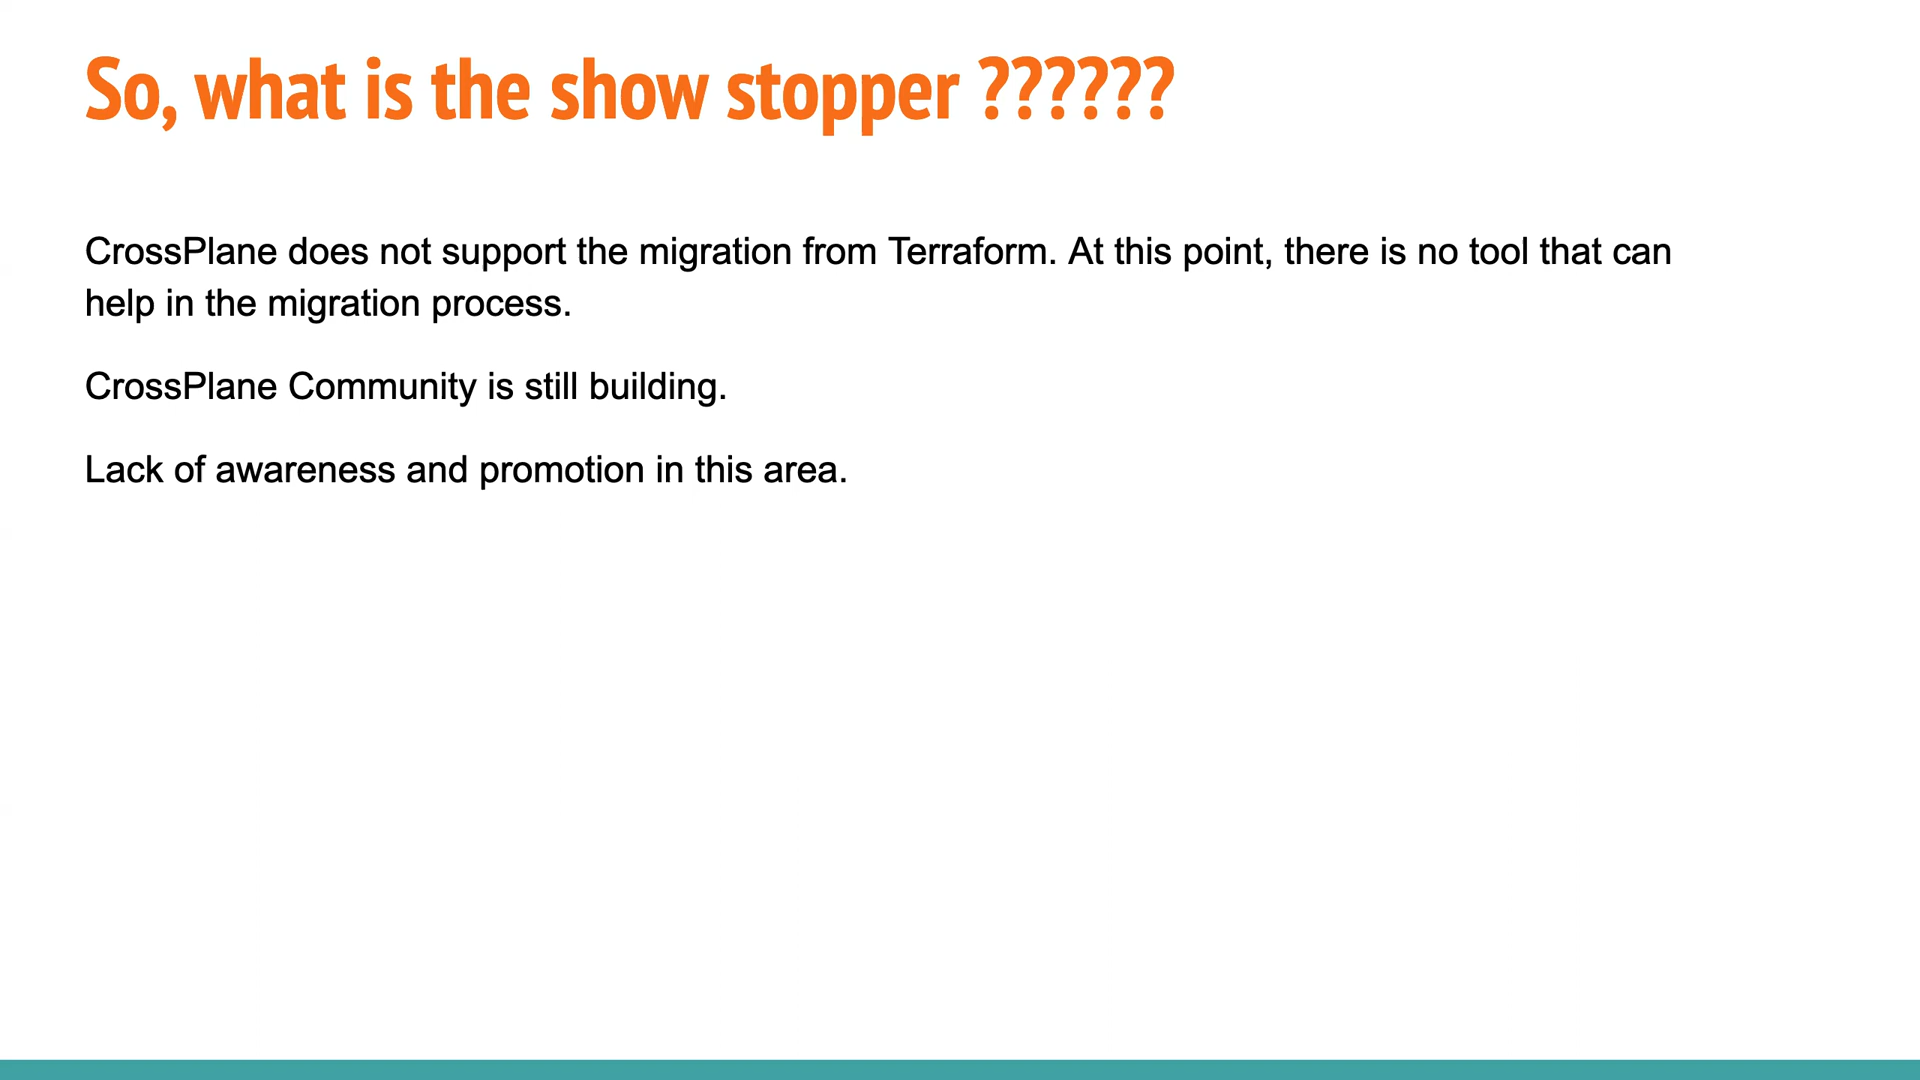 So, what is the show stopper ??????
CrossPlane does not support the migration from Terraform. At this point, there is no tool that can
help in the migration process.
CrossPlane Community is still building.
Lack of awareness and promotion in this area.